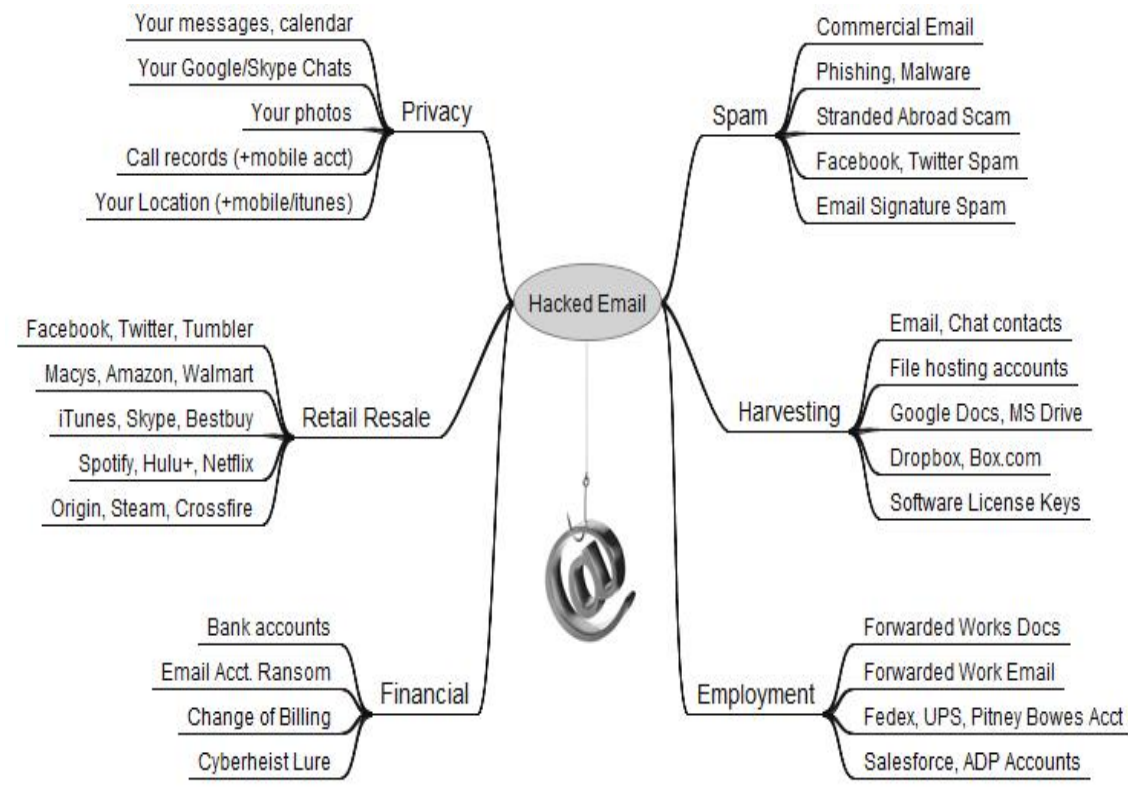 Your messages, calendar
Your Google/Skype Chats
Your photos
Call records (+mobile acct)
Your Location (+mobile/itunes)
Privacy
Commercial Email
Phishing, Malware
Stranded Abroad Scam
Facebook, Twitter Spam
Email Signature Spam
Spam
Hacked Email
Facebook, Twitter, Tumbler
Macys, Amazon, Walmart
iTunes, Skype, Bestbuy
Spotify, Hulu+, Netflix
Origin, Steam, Crossfire
Retail Resale
Email, Chat contacts
File hosting accounts
Google Docs, MS Drive
Dropbox, Box.com
Software License Keys
Harvesting
@
Bank accounts
Email Acct. Ransom
Change of Billing
Cyberheist Lure
Financial
Forwarded Works Docs
Forwarded Work Email
Fedex, UPS, Pitney Bowes Acct
Salesforce, ADP Accounts
Employment